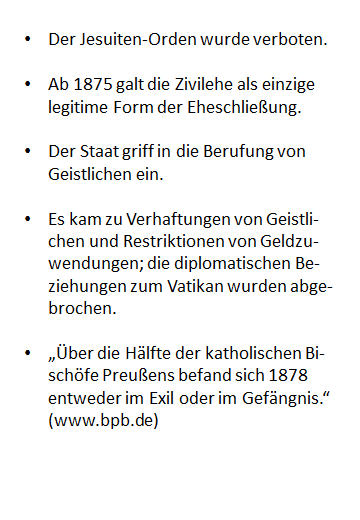 • Der Jesuiten-Orden wurde verboten.
• Ab 1875 galt die Zivilehe als einzige
legitime Form der Eheschließung.
• Der Staat griff in die Berufung von
Geistlichen ein.
• Es kam zu Verhaftungen von Geistli-
chen und Restriktionen von Geldzu-
wendungen; die diplomatischen Be-
ziehungen zum Vatikan wurden abge-
brochen.
• „Über die Hälfte der katholischen Bi-
schöfe Preußens befand sich 1878
entweder im Exil oder im Gefängnis.“
(www.bpb.de)